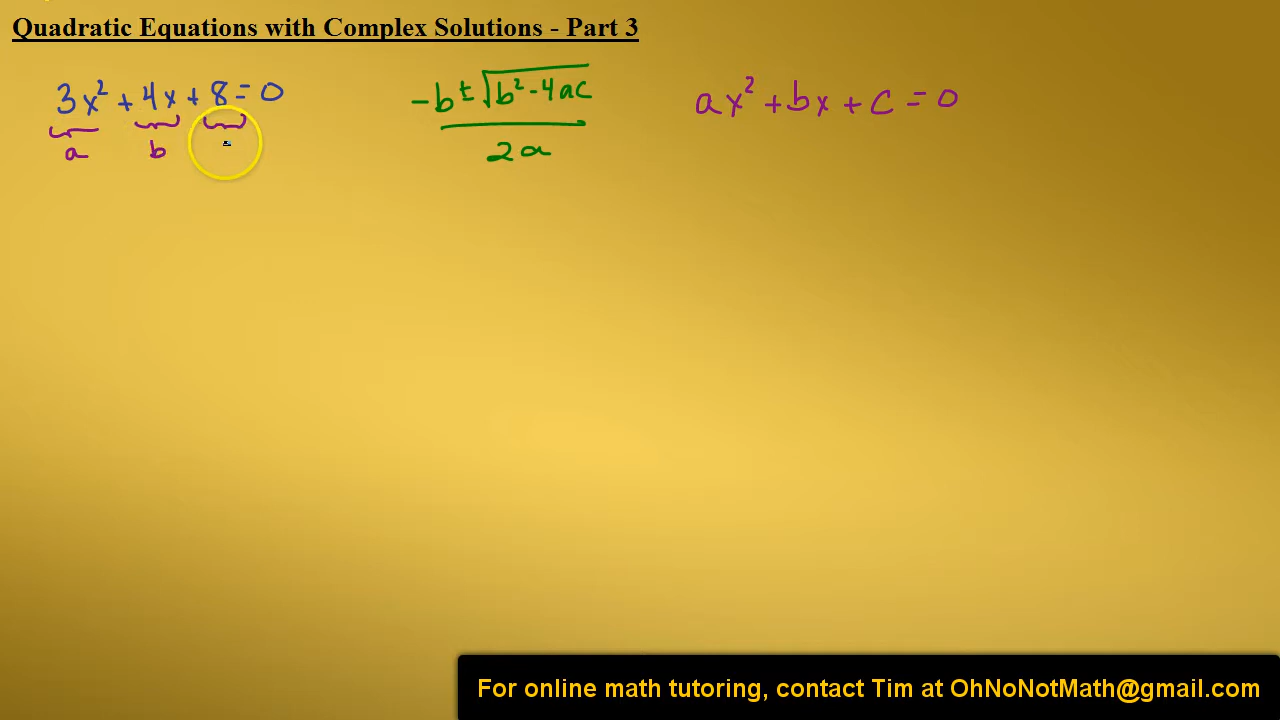 Quadratic Equations with Complex Solutions - Part 3
3x² + 4x + 8 = 0
a b
-b ± √b² - 4ac
2a
ax² + bx + c = 0
For online math tutoring, contact Tim at OhNoNotMath@gmail.com